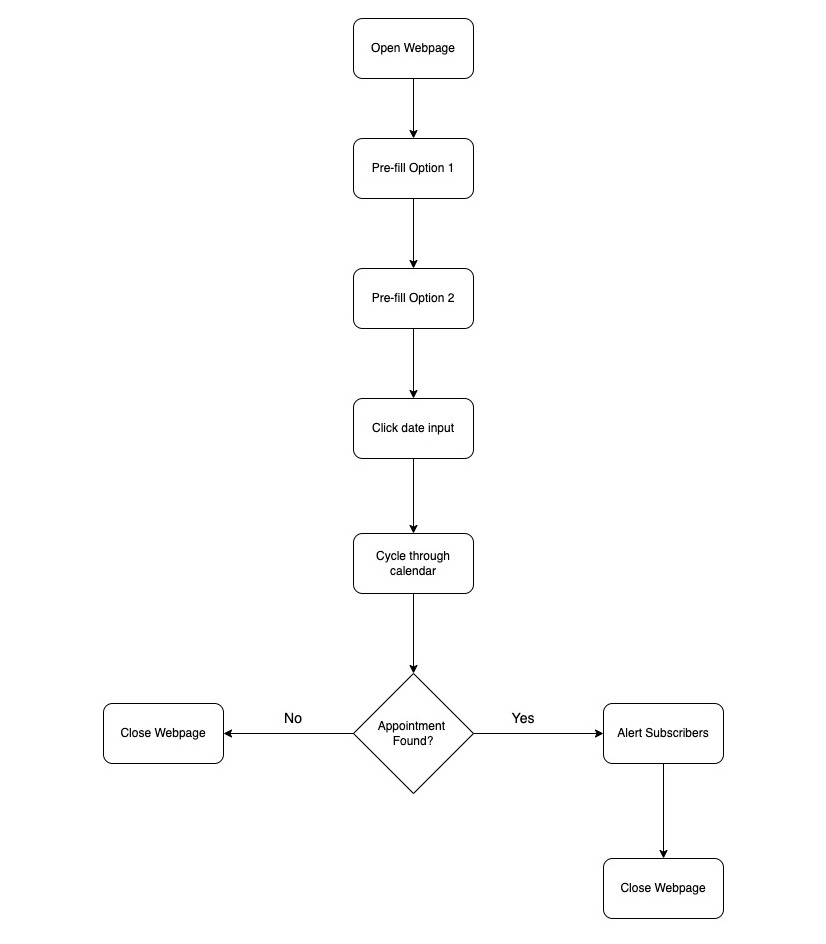 Open Webpage
Pre-fill Option 1
Pre-fill Option 2
Click date input
Cycle through
calendar
Appointment
Found?
No
Yes
Close Webpage
Alert Subscribers
Close Webpage